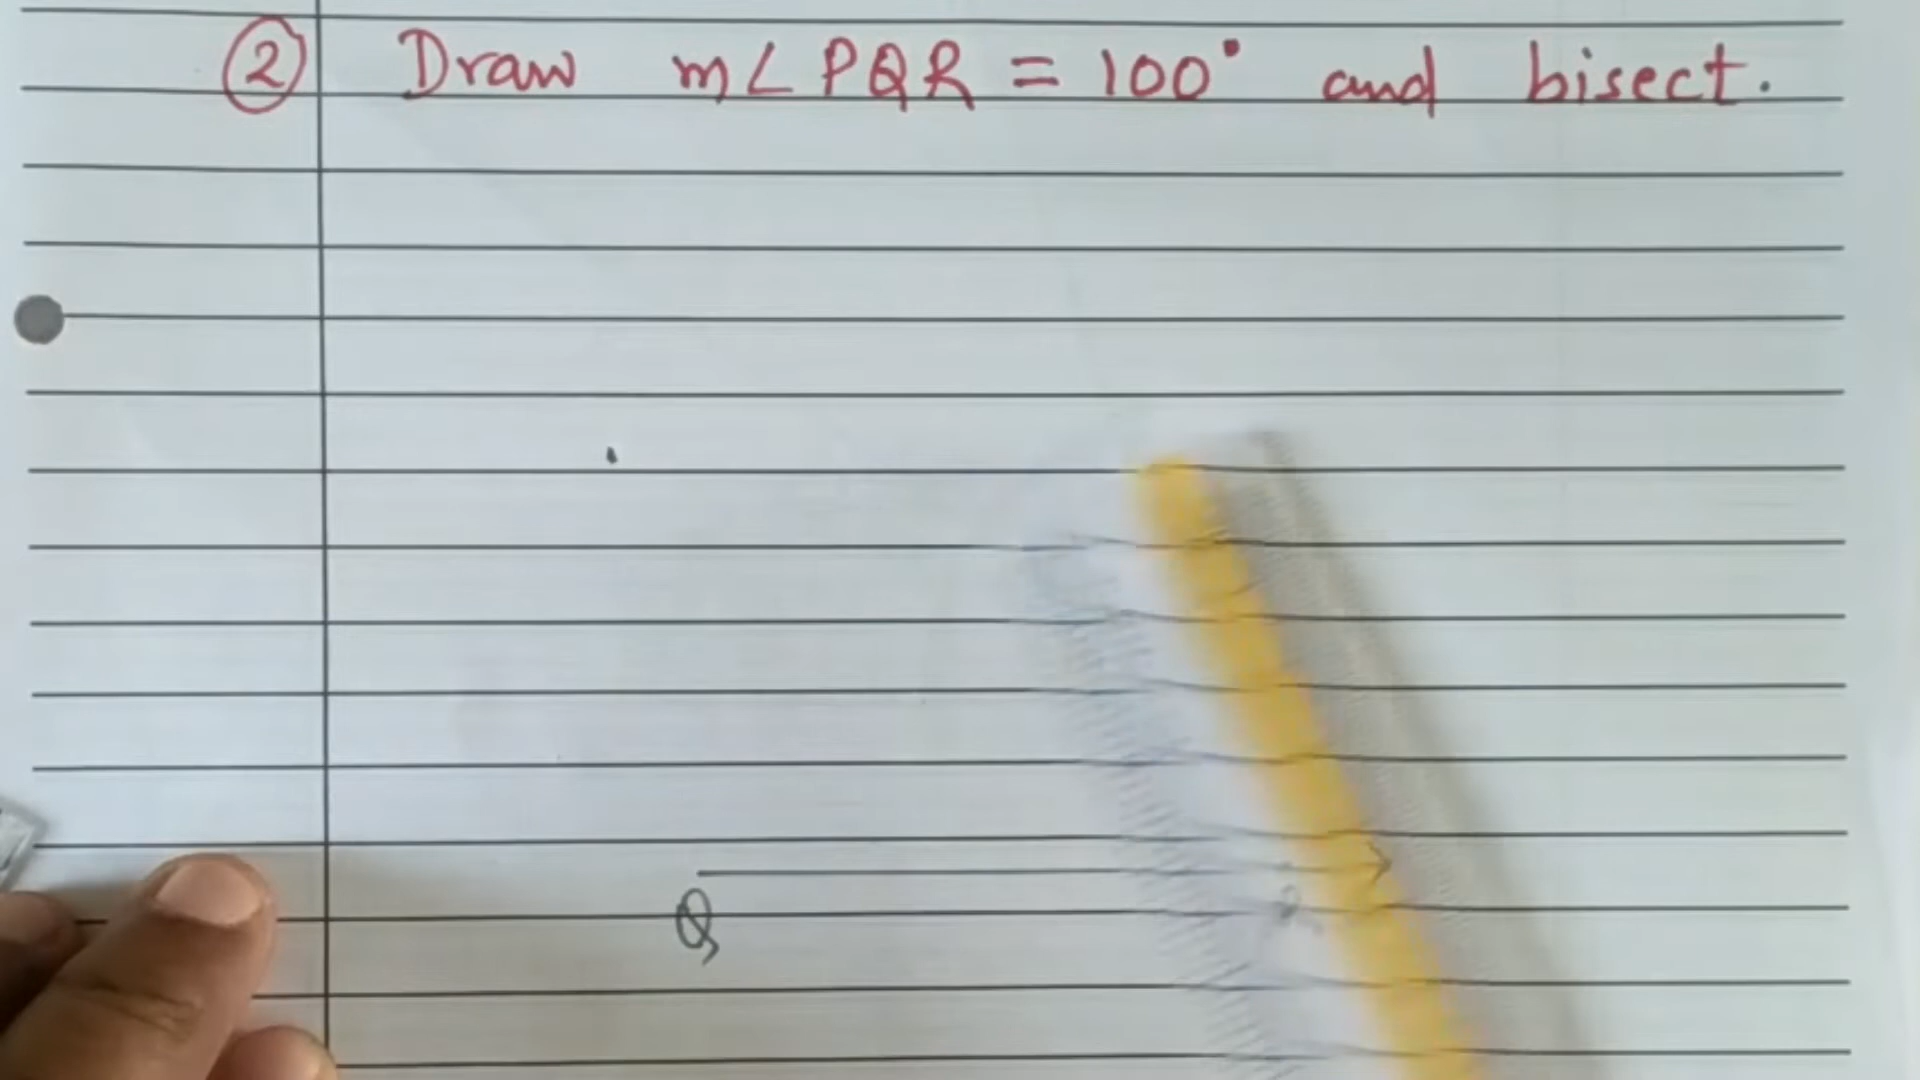 ② Draw m∠PQR = 100° and bisect.
Q